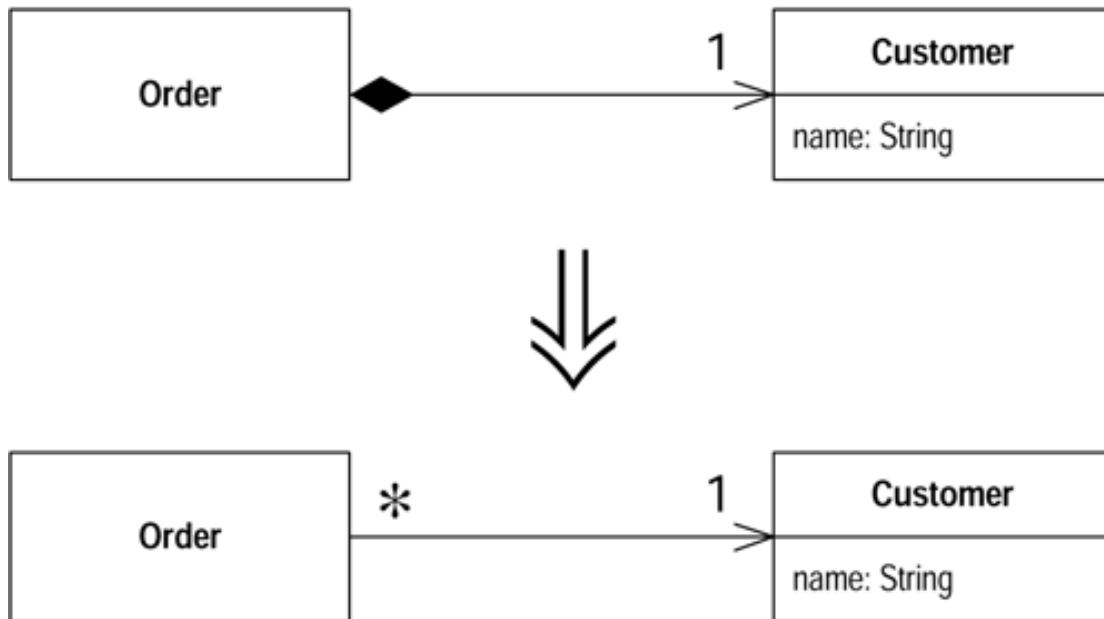 Order
1
Customer
name: String
Order
*
1
Customer
name: String